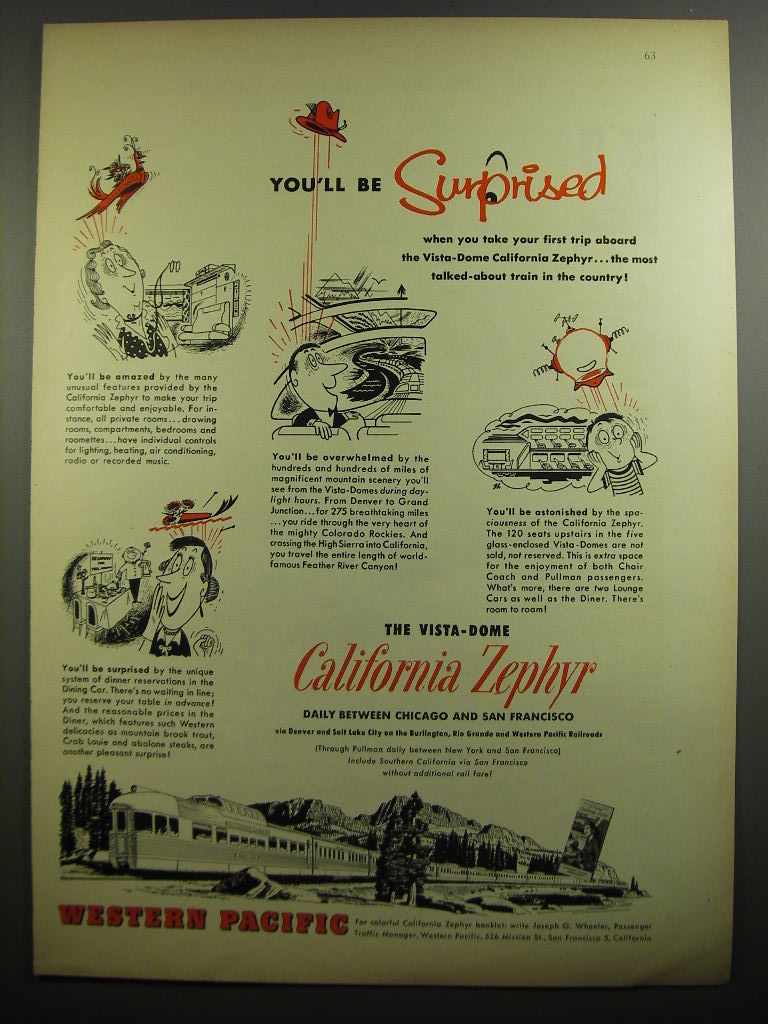 63
YOU'LL BE Surprised
when you take your first trip aboard
the Vista-Dome California Zephyr...the most
talked-about train in the country!
You'll be amazed by the many
unusual features provided by the
California Zephyr to make your trip
comfortable and enjoyable. For in-
stance, all private rooms...drawing
rooms, compartments, bedrooms and
roomettes...have individual controls
for lighting, heating, air conditioning,
radio or recorded music.
You'll be overwhelmed by the
hundreds and hundreds of miles of
magnificent mountain scenery you'll
see from the Vista-Domes during day-
light hours. From Denver to Grand
Junction...for 275 breathtaking miles
...you ride through the very heart of
the mighty Colorado Rockies. And
crossing the High Sierra into California,
you travel the entire length of world-
famous Feather River Canyon!
You'll be astonished by the spa-
ciousness of the California Zephyr.
The 120 seats upstairs in the five
glass-enclosed Vista-Domes are not
sold, not reserved. This is extra space
for the enjoyment of both Chair
Coach and Pullman passengers.
What's more, there are two Lounge
Cars as well as the Diner. There's
room to roam!
You'll be surprised by the unique
system of dinner reservations in the
Dining Car. There's no waiting in line;
you reserve your table in advance!
And the reasonable prices in the
Diner, which features such Western
delicacies as mountain brook trout,
Crab Louie and abalone steaks, are
another pleasant surprise!
THE VISTA-DOME
California Zephyr
DAILY BETWEEN CHICAGO AND SAN FRANCISCO
via Denver and Salt Lake City on the Burlington, Rio Grande and Western Pacific Railroads
(Through Pullman daily between New York and San Francisco)
Include Southern California via San Francisco
without additional rail fare!
WESTERN PACIFIC
For colorful California Zephyr booklet: write Joseph G. Wheeler, Passenger
Traffic Manager, Western Pacific, 526 Mission St., San Francisco 5, California